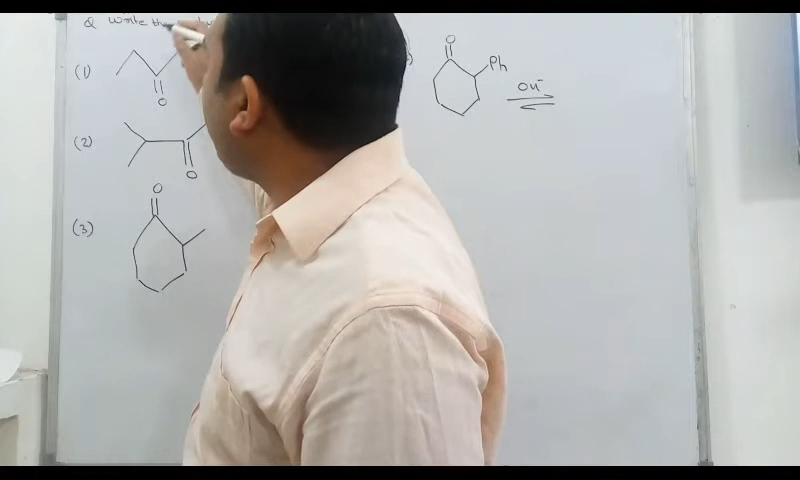 Q Write the
(1)
O
(2)
O
(3)
O
O
Ph
OH⁻